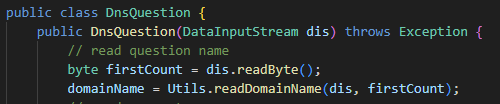 public class DnsQuestion {
public DnsQuestion(DataInputStream dis) throws Exception {
// read question name
byte firstCount = dis.readByte();
domainName = Utils.readDomainName(dis, firstCount);